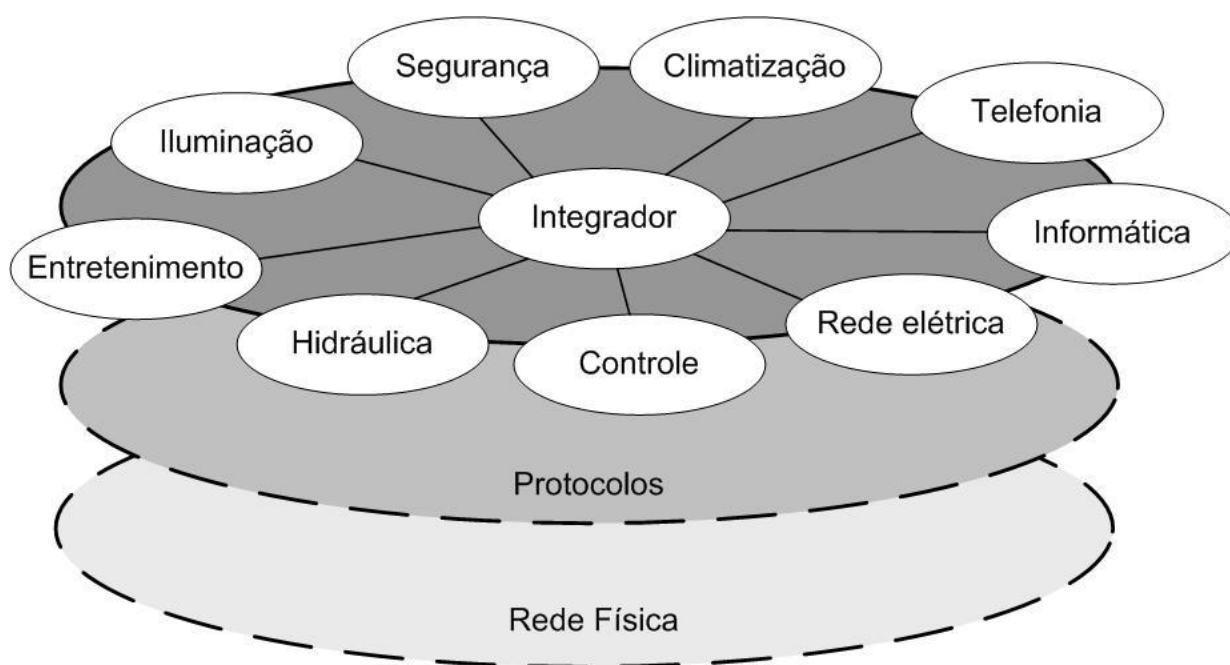 Segurança
Climatização
Telefonia
Iluminação
Integrador
Informática
Entretenimento
Rede elétrica
Hidráulica
Controle
Protocolos
Rede Física